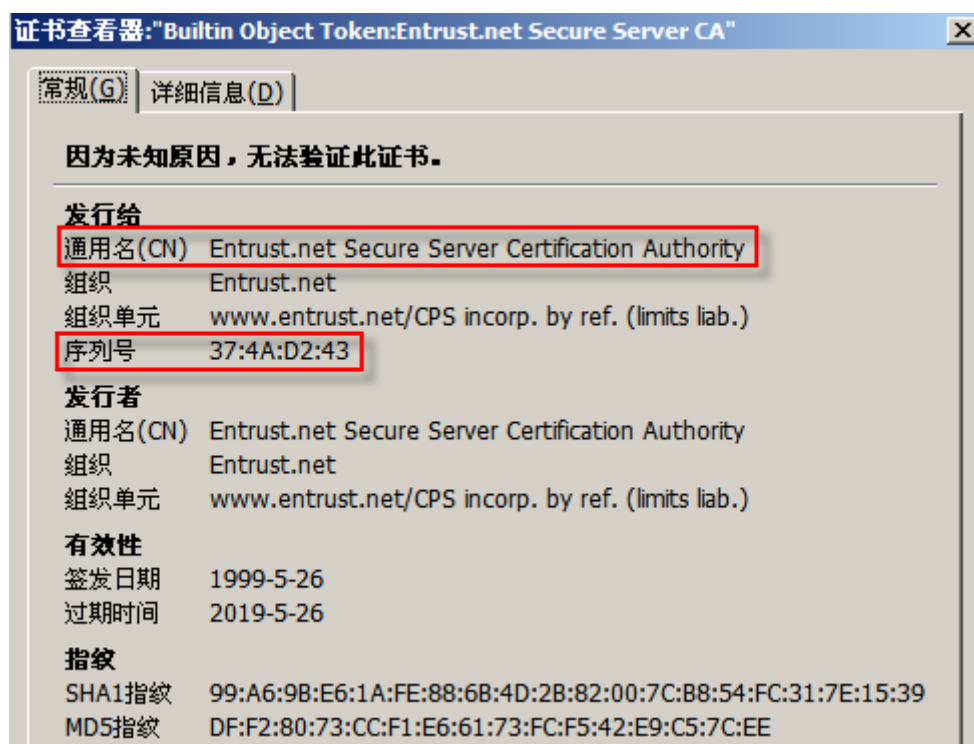 证书查看器:"Builtin Object Token:Entrust.net Secure Server CA"
常规(G) 详细信息(D)
因为未知原因，无法验证此证书。
发行给
通用名(CN) Entrust.net Secure Server Certification Authority
组织 Entrust.net
组织单元 www.entrust.net/CPS incorp. by ref. (limits liab.)
序列号 37:4A:D2:43
发行者
通用名(CN) Entrust.net Secure Server Certification Authority
组织 Entrust.net
组织单元 www.entrust.net/CPS incorp. by ref. (limits liab.)
有效性
签发日期 1999-5-26
过期时间 2019-5-26
指纹
SHA1指纹 99:A6:9B:E6:1A:FE:88:6B:4D:2B:82:00:7C:B8:54:FC:31:7E:15:39
MD5指纹 DF:F2:80:73:CC:F1:E6:61:73:FC:F5:42:E9:C5:7C:EE